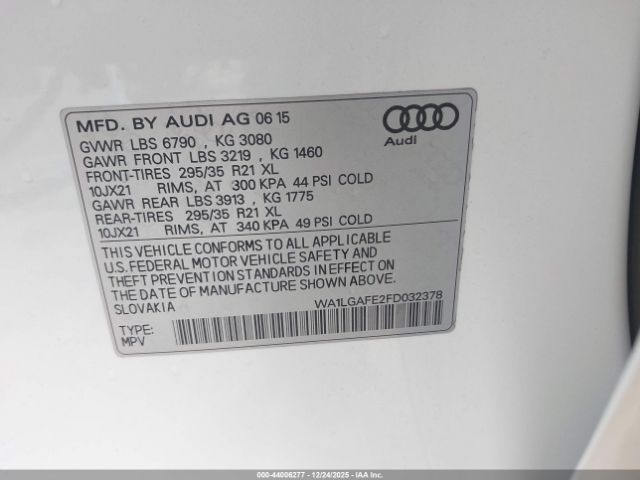 MFD. BY AUDI AG 06 15
GVWR LBS 6790 , KG 3080
GAWR FRONT LBS 3219 , KG 1460
FRONT-TIRES 295/35 R21 XL
10JX21 RIMS, AT 300 KPA 44 PSI COLD
GAWR REAR LBS 3913 , KG 1775
REAR-TIRES 295/35 R21 XL
10JX21 RIMS, AT 340 KPA 49 PSI COLD
Audi
THIS VEHICLE CONFORMS TO ALL APPLICABLE
U.S. FEDERAL MOTOR VEHICLE SAFETY AND
THEFT PREVENTION STANDARDS IN EFFECT ON
THE DATE OF MANUFACTURE SHOWN ABOVE.
SLOVAKIA
WA1LGAFE2FD032378
TYPE:
MPV
000-44006277 - 12/24/2025 - IAAI.COM